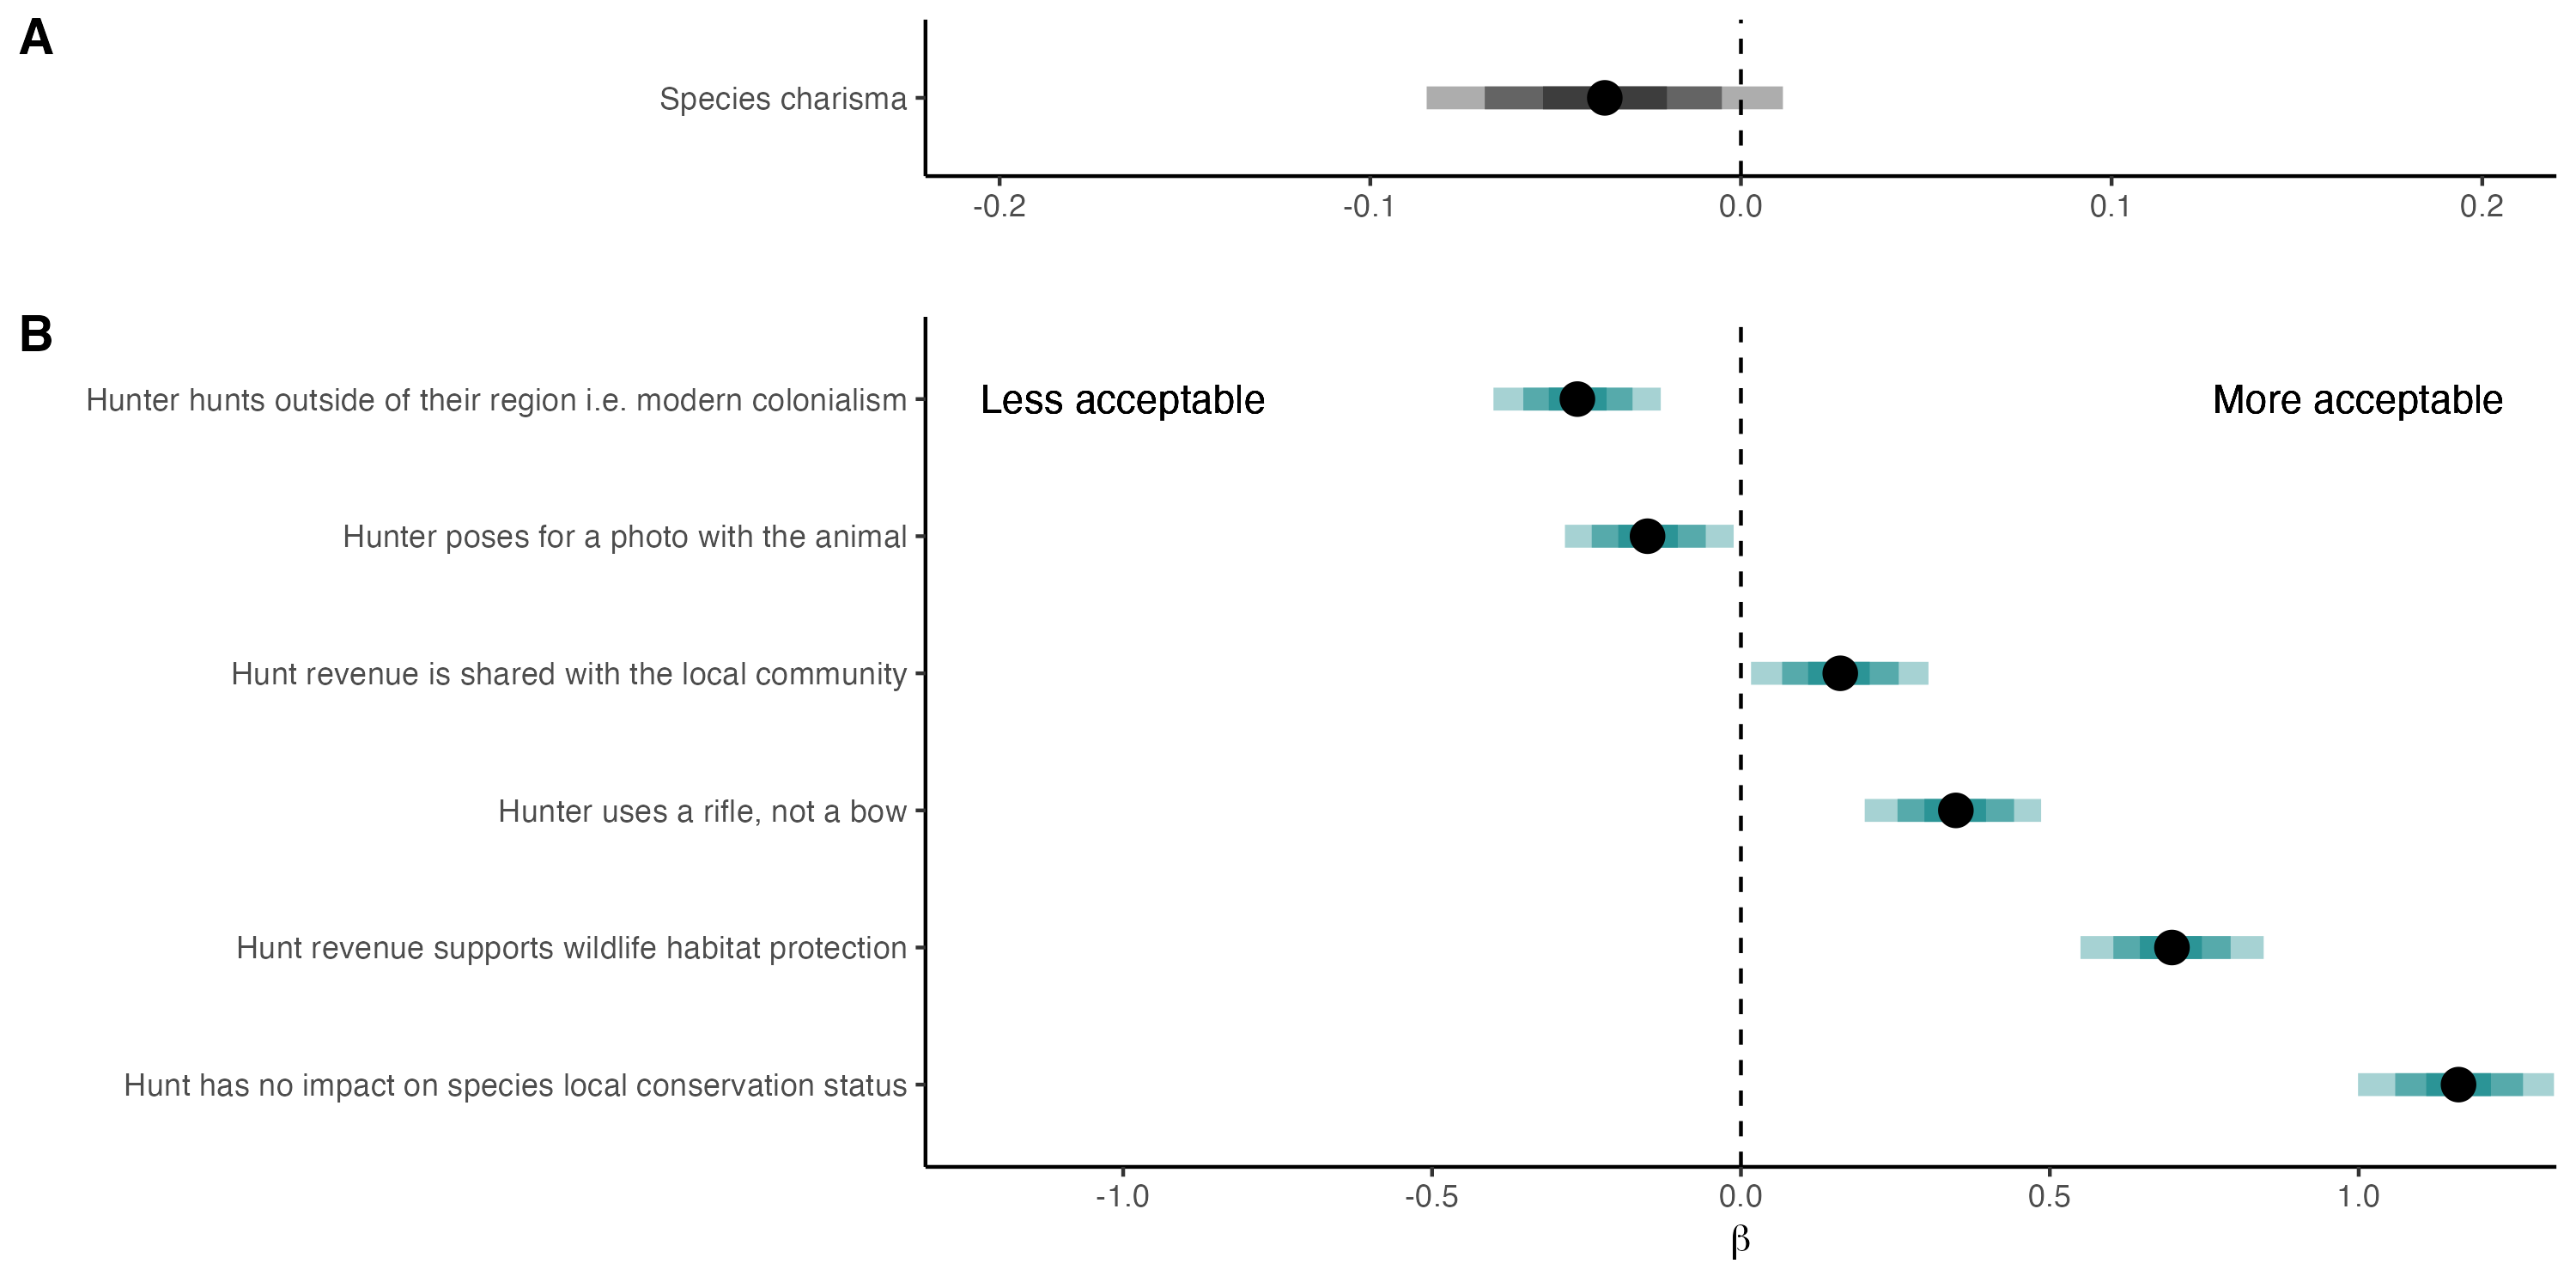 A
Species charisma
-0.2 -0.1 0.0 0.1 0.2
B
Hunter hunts outside of their region i.e. modern colonialism
Less acceptable
More acceptable
Hunter poses for a photo with the animal
Hunt revenue is shared with the local community
Hunter uses a rifle, not a bow
Hunt revenue supports wildlife habitat protection
Hunt has no impact on species local conservation status
-1.0 -0.5 0.0 0.5 1.0
β